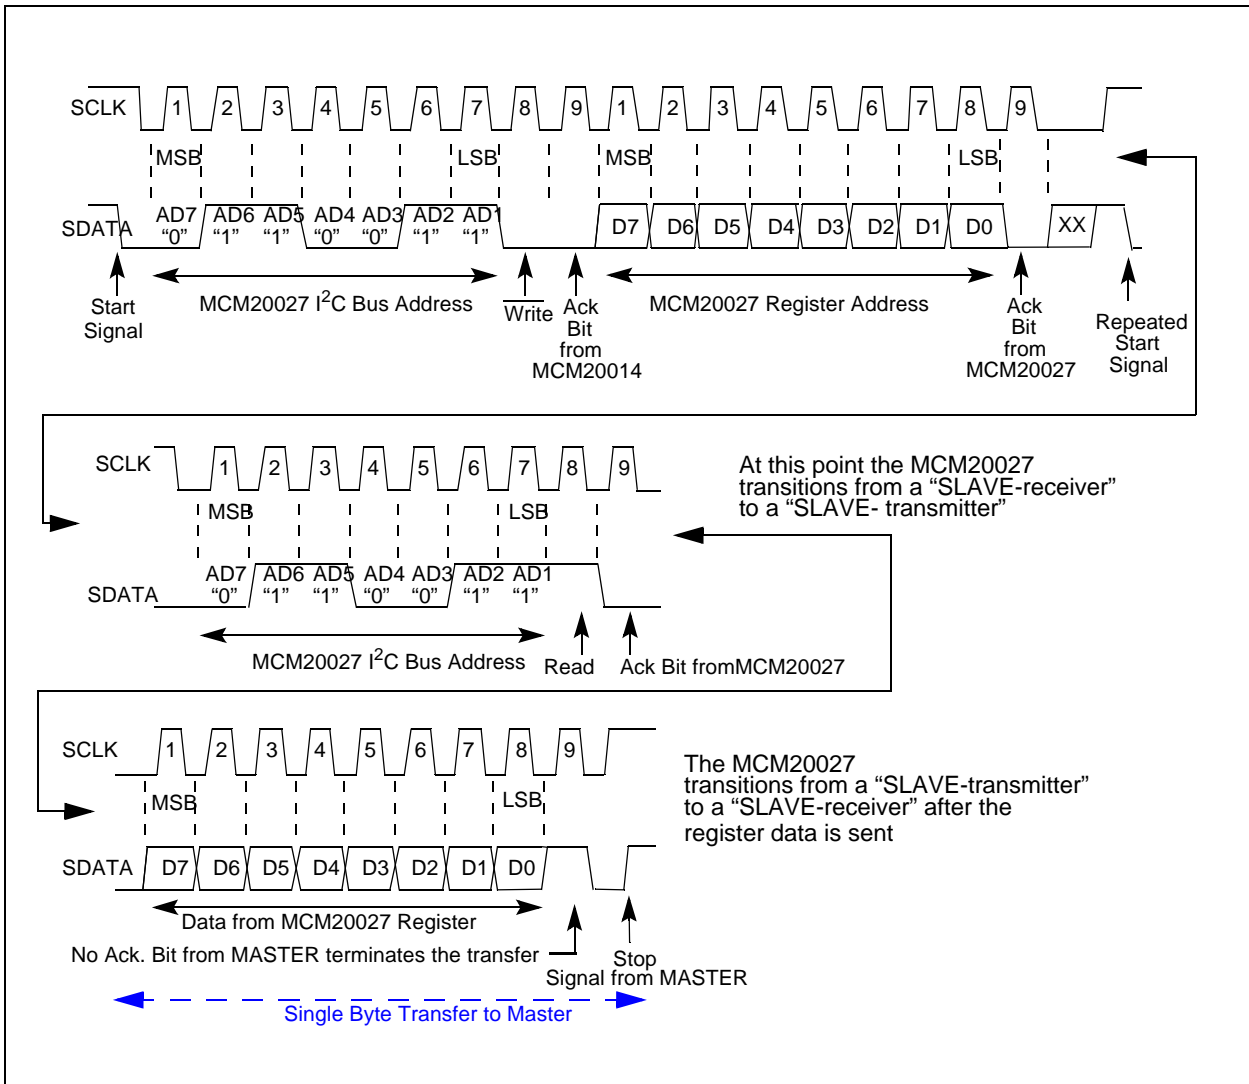 SCLK 1 2 3 4 5 6 7 8 9 1 2 3 4 5 6 7 8 9
MSB LSB MSB LSB
SDATA AD7 AD6 AD5 AD4 AD3 AD2 AD1 D7 D6 D5 D4 D3 D2 D1 D0 XX
“0” “1” “1” “0” “0” “1” “1”
Start
Signal
MCM20027 I2C Bus Address
Write
Ack
Bit
from
MCM20014
MCM20027 Register Address
Ack
Bit
from
MCM20027
Repeated
Start
Signal
SCLK 1 2 3 4 5 6 7 8 9
MSB LSB
At this point the MCM20027
transitions from a “SLAVE-receiver”
to a “SLAVE- transmitter”
SDATA AD7 AD6 AD5 AD4 AD3 AD2 AD1
“0” “1” “1” “0” “0” “1” “1”
MCM20027 I2C Bus Address
Read
Ack Bit fromMCM20027
SCLK 1 2 3 4 5 6 7 8 9
MSB LSB
The MCM20027
transitions from a “SLAVE-transmitter”
to a “SLAVE-receiver” after the
register data is sent
SDATA D7 D6 D5 D4 D3 D2 D1 D0
Data from MCM20027 Register
No Ack. Bit from MASTER terminates the transfer
Stop
Signal from MASTER
Single Byte Transfer to Master